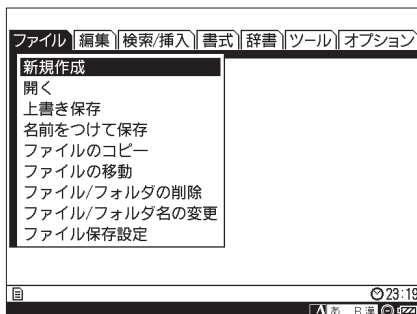 ファイル 編集 検索/挿入 書式 辞書 ツール オプション
新規作成
開く
上書き保存
名前をつけて保存
ファイルのコピー
ファイルの移動
ファイル/フォルダの削除
ファイル/フォルダ名の変更
ファイル保存設定
23:19
あ R漢